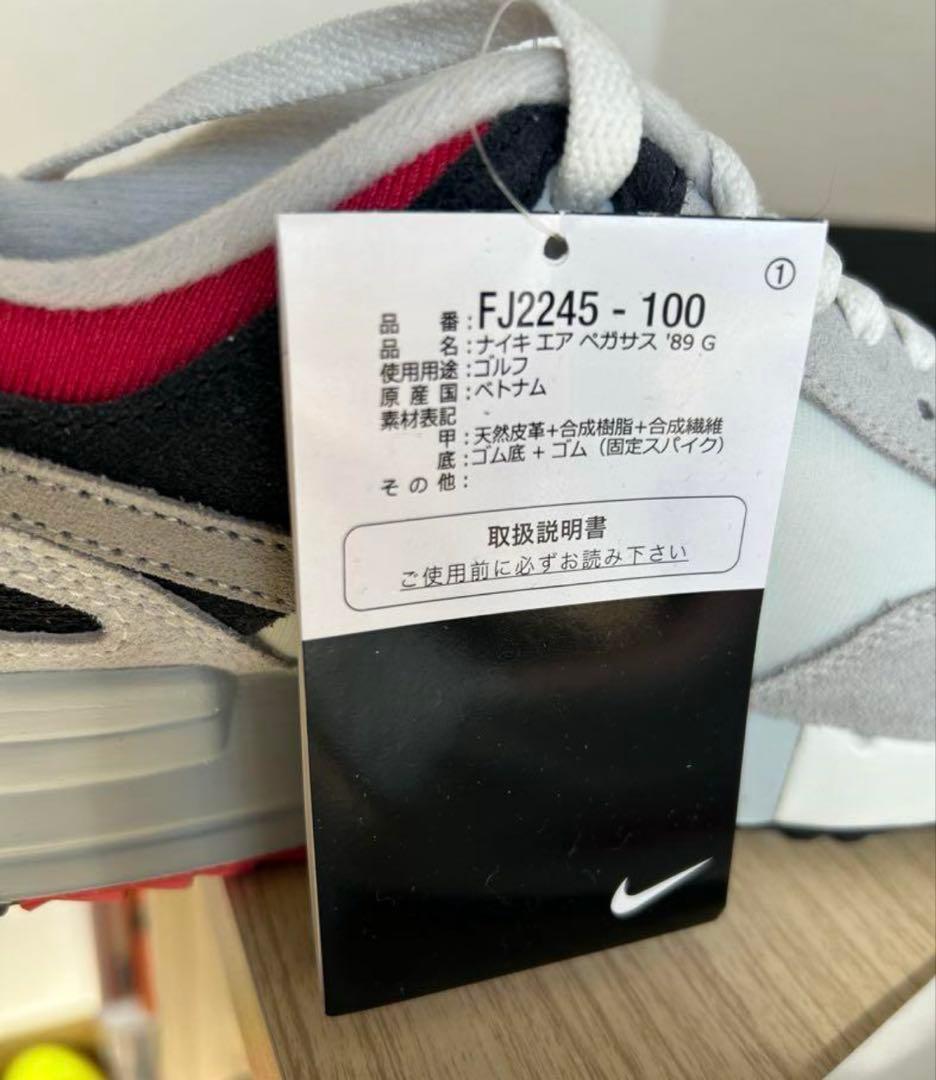 ①
品番:FJ2245 - 100
品名:ナイキ エア ペガサス '89 G
使用用途:ゴルフ
原産国:ベトナム
素材表記
甲:天然皮革+合成樹脂+合成繊維
底:ゴム底 + ゴム (固定スパイク)
その他:
取扱説明書
ご使用前に必ずお読み下さい